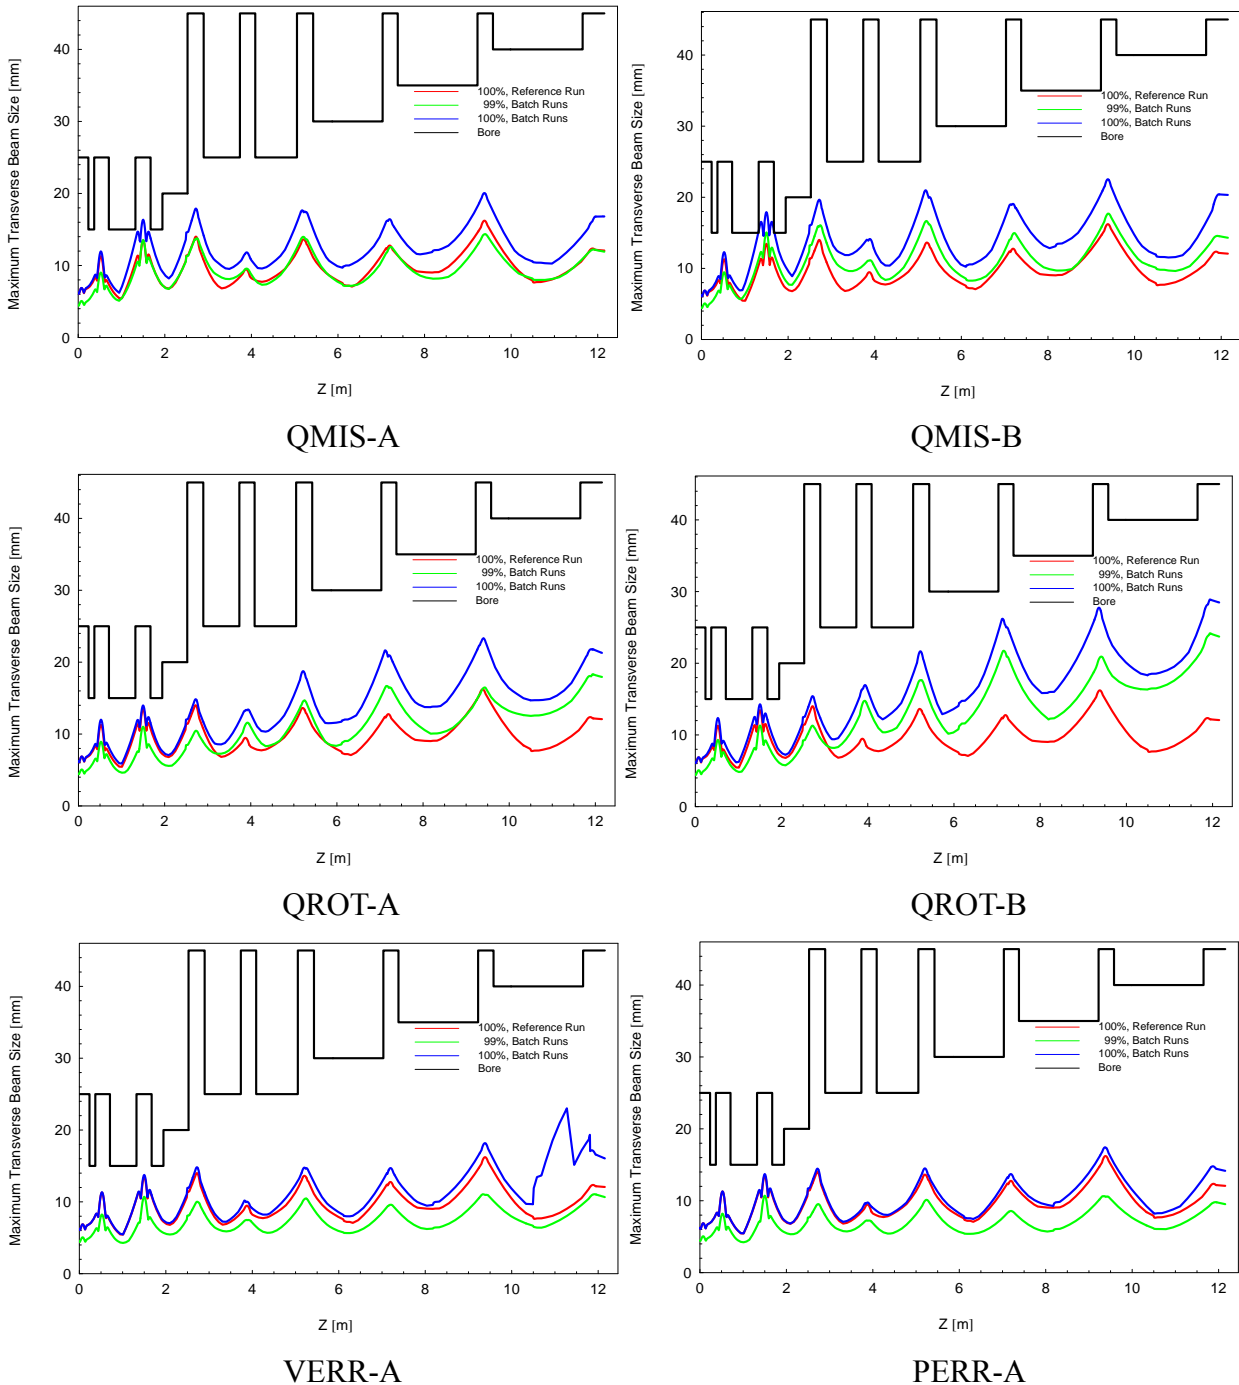 Maximum Transverse Beam Size [mm]
40
30
20
10
0
100%, Reference Run
99%, Batch Runs
100%, Batch Runs
Bore
0 2 4 6 8 10 12
Z [m]
QMIS-A
Maximum Transverse Beam Size [mm]
40
30
20
10
0
100%, Reference Run
99%, Batch Runs
100%, Batch Runs
Bore
0 2 4 6 8 10 12
Z [m]
QMIS-B
Maximum Transverse Beam Size [mm]
40
30
20
10
0
100%, Reference Run
99%, Batch Runs
100%, Batch Runs
Bore
0 2 4 6 8 10 12
Z [m]
QROT-A
Maximum Transverse Beam Size [mm]
40
30
20
10
0
100%, Reference Run
99%, Batch Runs
100%, Batch Runs
Bore
0 2 4 6 8 10 12
Z [m]
QROT-B
Maximum Transverse Beam Size [mm]
40
30
20
10
0
100%, Reference Run
99%, Batch Runs
100%, Batch Runs
Bore
0 2 4 6 8 10 12
Z [m]
VERR-A
Maximum Transverse Beam Size [mm]
40
30
20
10
0
100%, Reference Run
99%, Batch Runs
100%, Batch Runs
Bore
0 2 4 6 8 10 12
Z [m]
PERR-A